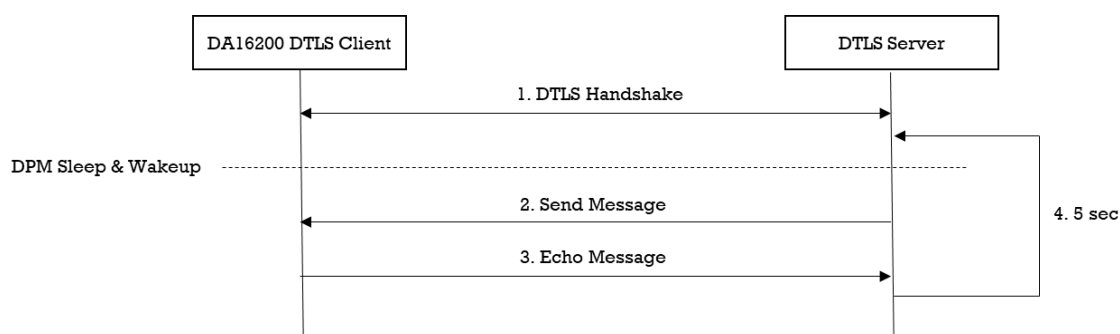 DA16200 DTLS Client
DTLS Server
1. DTLS Handshake
DPM Sleep & Wakeup
2. Send Message
4. 5 sec
3. Echo Message